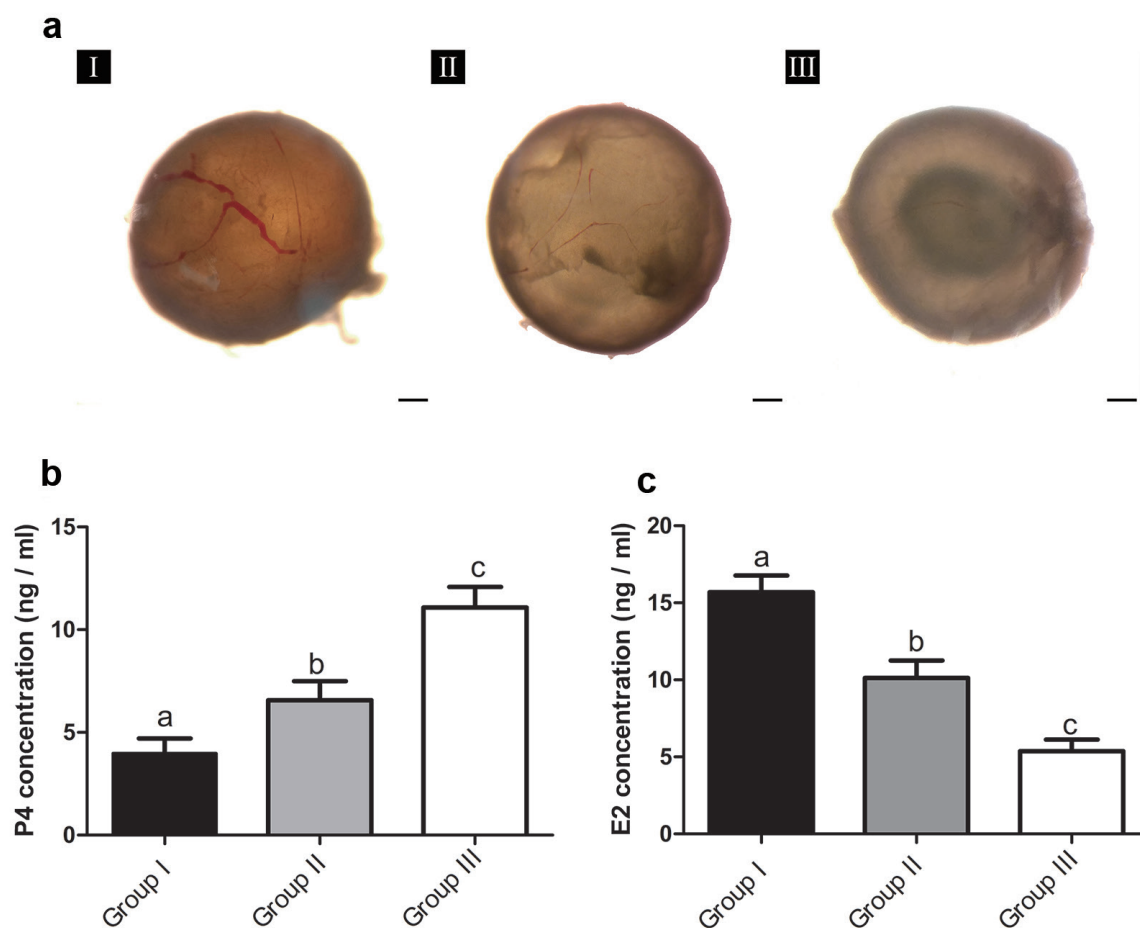 a
I
II
III
b
P4 concentration (ng / ml)
15
10
5
0
a
b
c
Group I
Group II
Group III
c
E2 concentration (ng / ml)
20
15
10
5
0
a
b
c
Group I
Group II
Group III